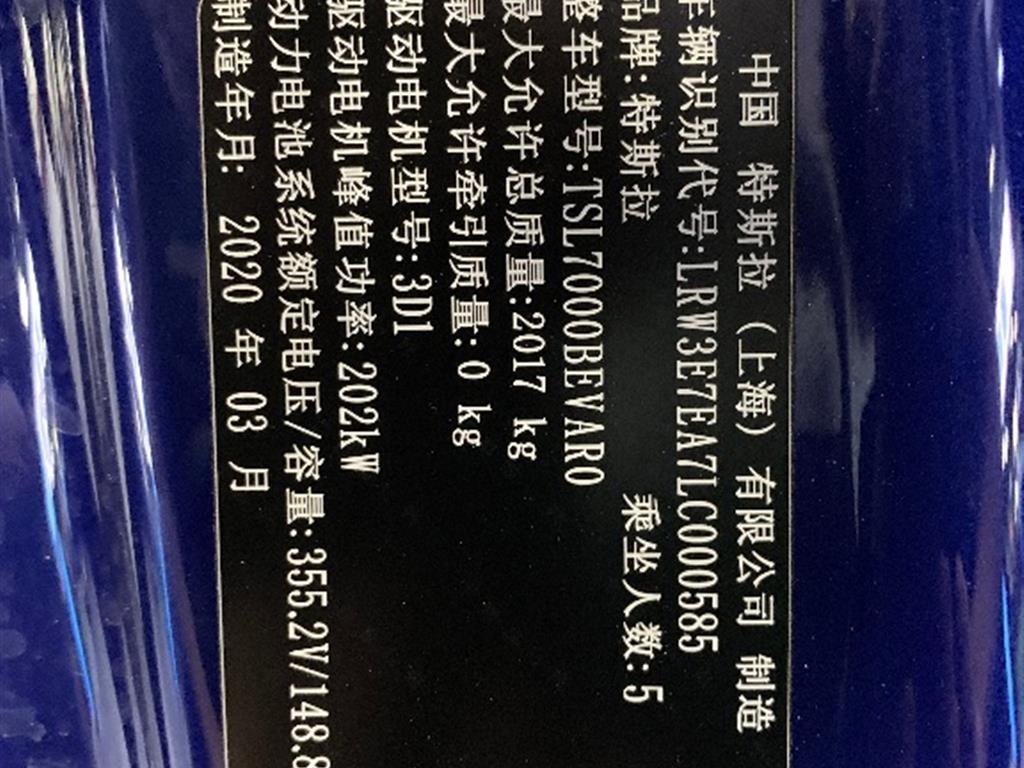 中国 特斯拉（上海）有限公司 制造
车辆识别代号:LRW3E7EA7LC000585
品牌:特斯拉 乘坐人数:5
整车型号:TSL7000BEVAR0
最大允许总质量:2017 kg
最大允许牵引质量:0 kg
驱动电机型号:3D1
驱动电机峰值功率:202kW
动力电池系统额定电压/容量:355.2V/148.8
制造年月: 2020 年 03 月